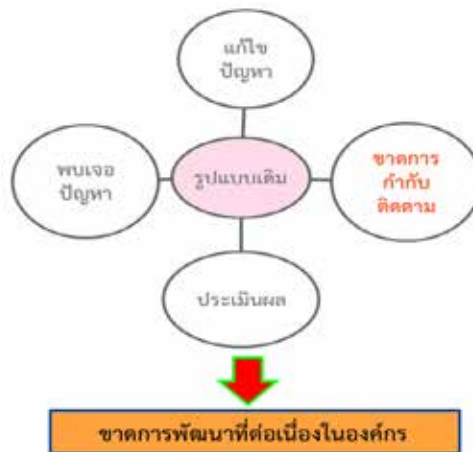 แก้ไข
ปัญหา
พบเจอ
ปัญหา
รูปแบบเดิม
ขาดการ
กำกับ
ติดตาม
ประเมินผล
ขาดการพัฒนาที่ต่อเนื่องในองค์กร